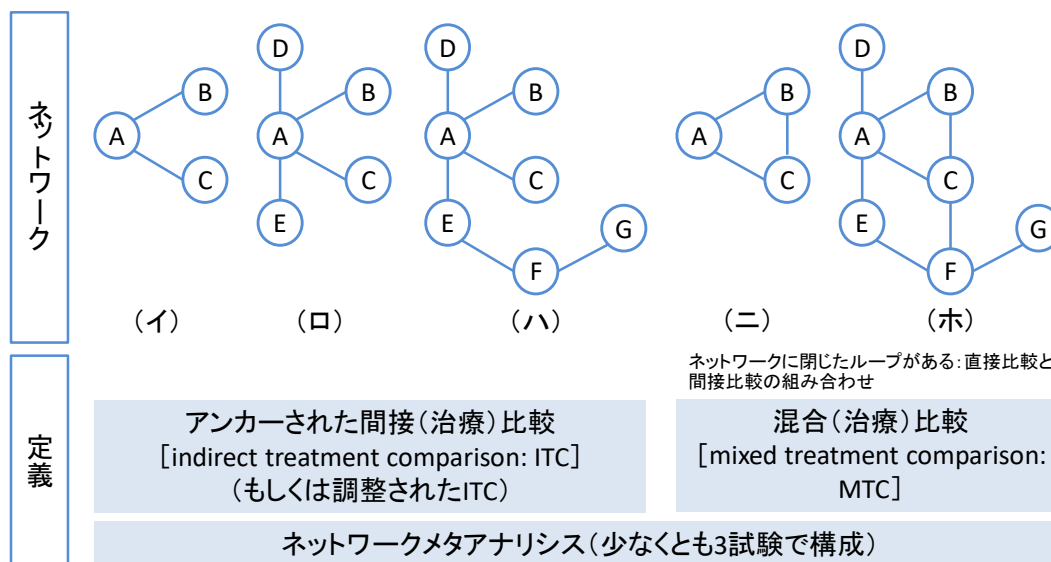 ネットワーク
D
D
D
B
B
B
B
B
A
A
A
A
A
C
C
C
C
C
E
E
E
G
G
F
F
（イ）
（ロ）
（ハ）
（ニ）
（ホ）
定義
ネットワークに閉じたループがある：直接比較と
間接比較の組み合わせ
アンカーされた間接（治療）比較
［indirect treatment comparison: ITC］
（もしくは調整されたITC）
混合（治療）比較
［mixed treatment comparison:
MTC］
ネットワークメタアナリシス（少なくとも3試験で構成）